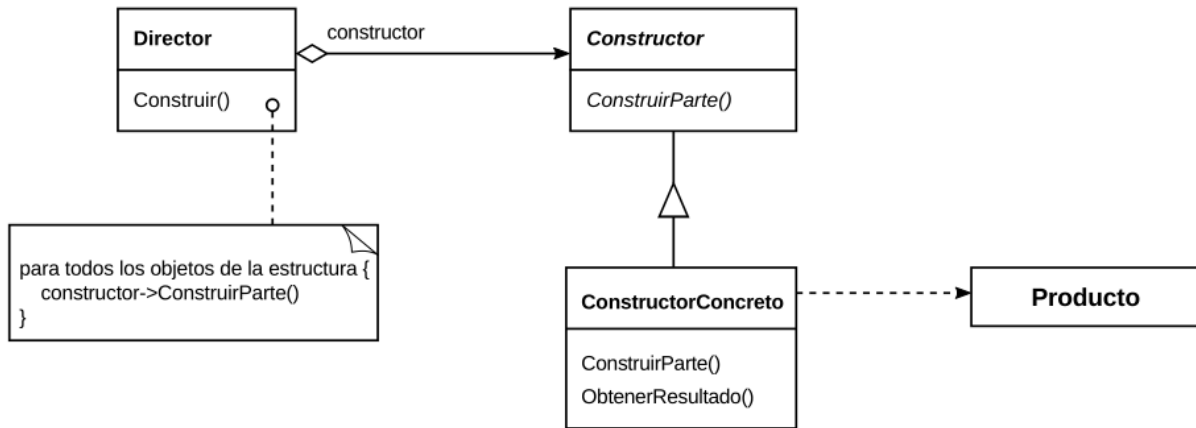 Director
constructor
Constructor
Construir()
ConstruirParte()
para todos los objetos de la estructura {
constructor->ConstruirParte()
}
ConstructorConcreto
Producto
ConstruirParte()
ObtenerResultado()